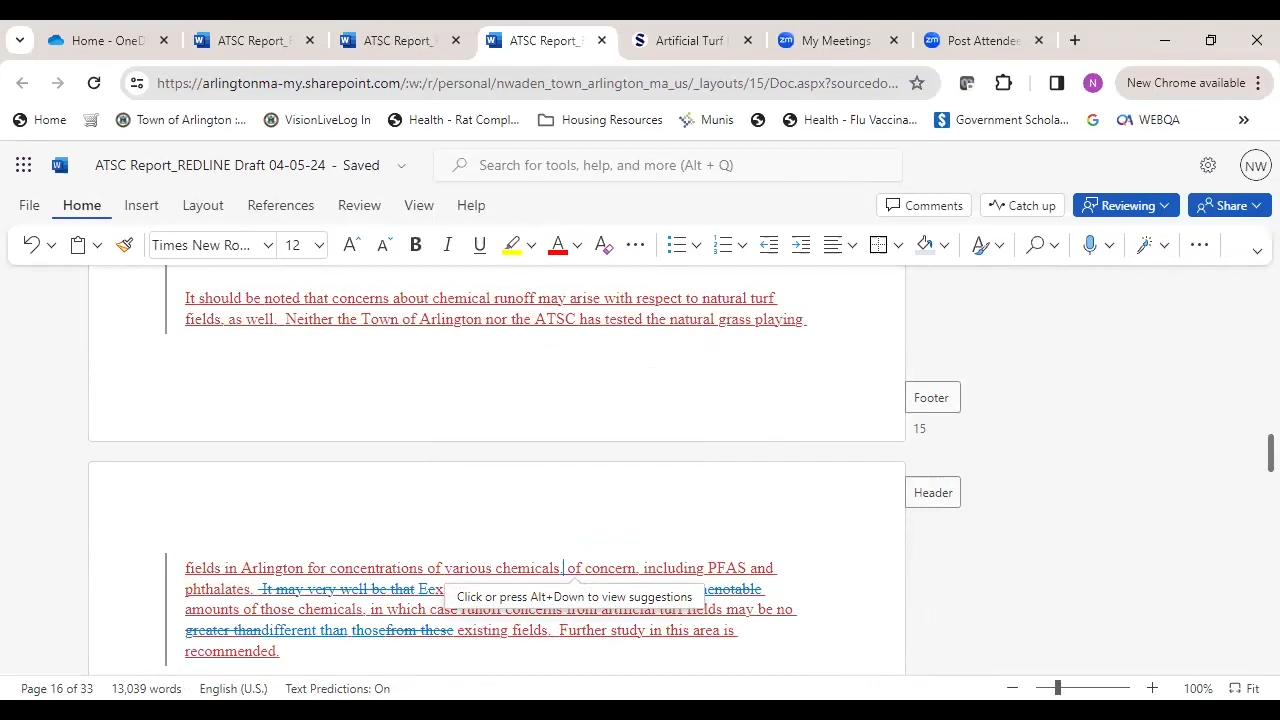 Home - OneD
ATSC Report_
ATSC Report_
ATSC Report_
Artificial Turf
My Meetings
Post Attendee
https://arlingtonma-my.sharepoint.com/:w:/r/personal/nwaden_town_arlington_ma_us/_layouts/15/Doc.aspx?sourcedo...
N
New Chrome available
Home
Town of Arlington :...
VisionLiveLog In
Health - Rat Compl...
Housing Resources
Munis
Health - Flu Vaccina...
Government Schola...
WEBQA
ATSC Report_REDLINE Draft 04-05-24 - Saved
Search for tools, help, and more (Alt + Q)
NW
File Home Insert Layout References Review View Help
Comments
Catch up
Reviewing
Share
Times New Ro...
12
It should be noted that concerns about chemical runoff may arise with respect to natural turf
fields, as well. Neither the Town of Arlington nor the ATSC has tested the natural grass playing
Footer
15
Header
fields in Arlington for concentrations of various chemicals, of concern, including PFAS and
phthalates. It may very well be that Eex notable
Click or press Alt+Down to view suggestions
amounts of those chemicals, in which case runoff concerns from artificial turf fields may be no
greater thandifferent than thosefrom these existing fields. Further study in this area is
recommended.
Page 16 of 33
13,039 words
English (U.S.)
Text Predictions: On
100%
Fit